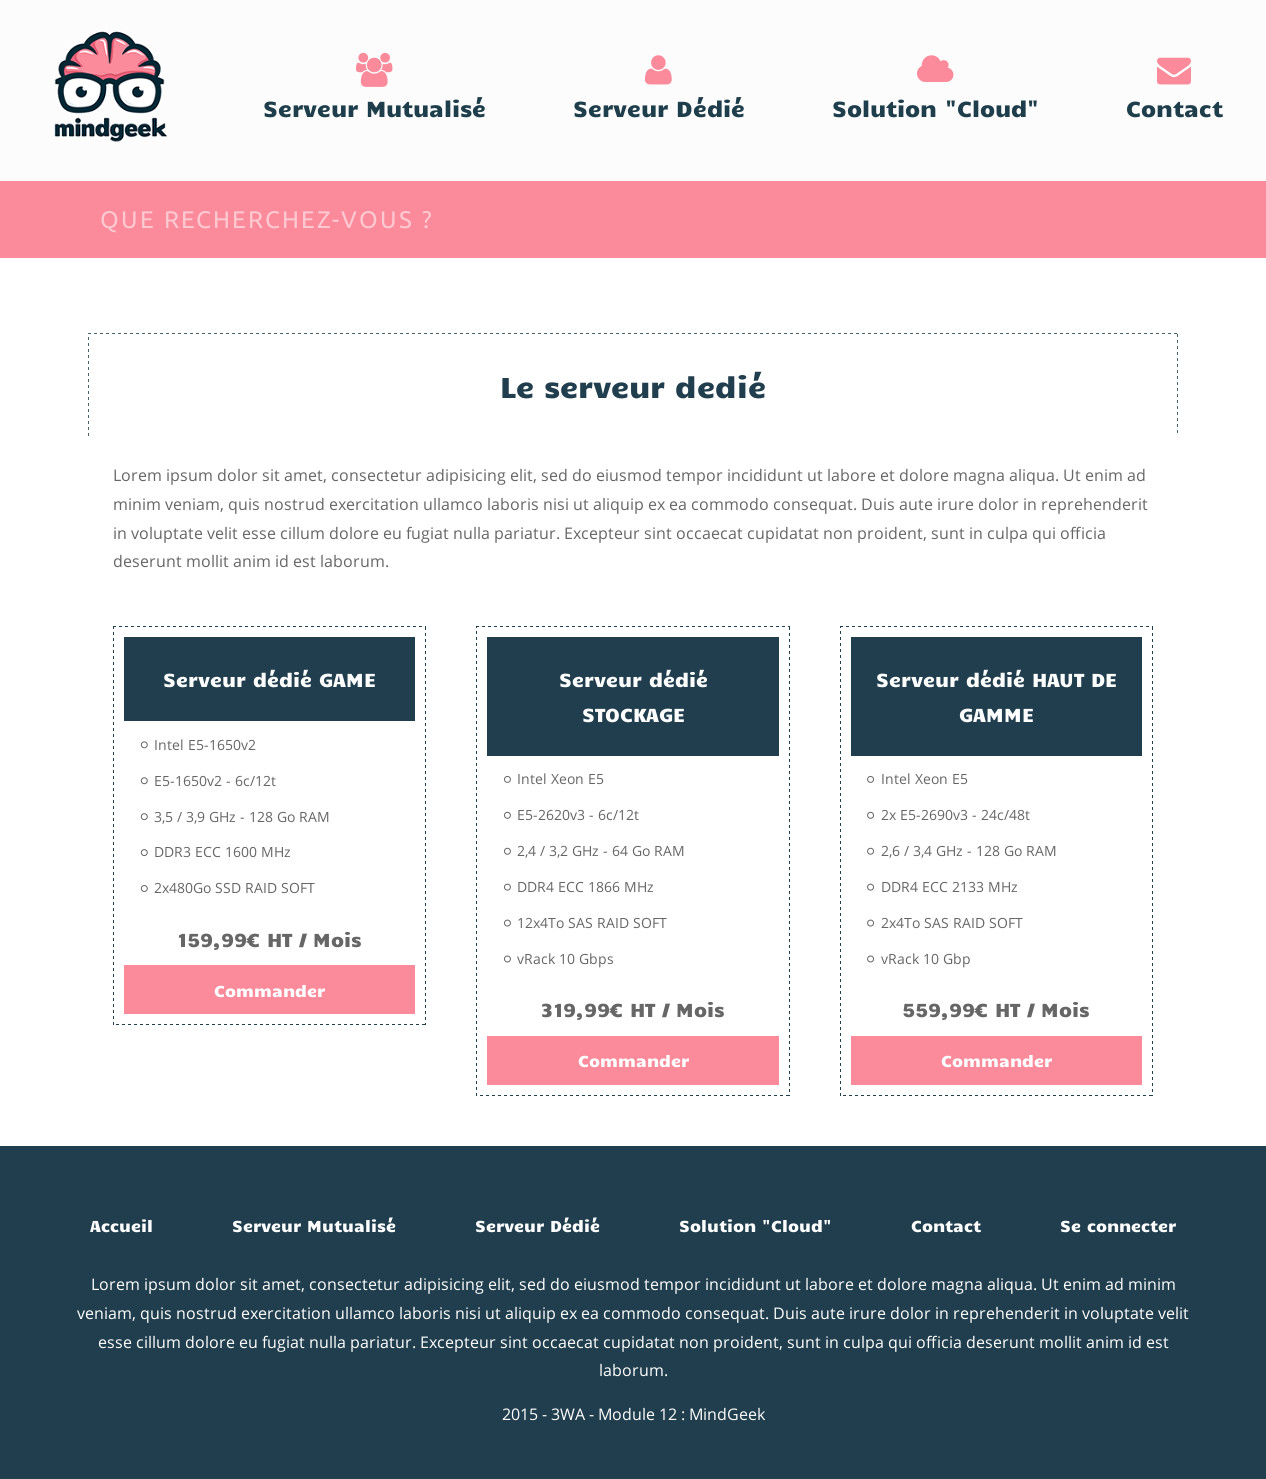 mindgeek
Serveur Mutualisé
Serveur Dédié
Solution "Cloud"
Contact
QUE RECHERCHEZ-VOUS ?
Le serveur dedié
Lorem ipsum dolor sit amet, consectetur adipisicing elit, sed do eiusmod tempor incididunt ut labore et dolore magna aliqua. Ut enim ad
minim veniam, quis nostrud exercitation ullamco laboris nisi ut aliquip ex ea commodo consequat. Duis aute irure dolor in reprehenderit
in voluptate velit esse cillum dolore eu fugiat nulla pariatur. Excepteur sint occaecat cupidatat non proident, sunt in culpa qui officia
deserunt mollit anim id est laborum.
Serveur dédié GAME
Intel E5-1650v2
E5-1650v2 - 6c/12t
3,5 / 3,9 GHz - 128 Go RAM
DDR3 ECC 1600 MHz
2x480Go SSD RAID SOFT
159,99€ HT / Mois
Commander
Serveur dédié
STOCKAGE
Intel Xeon E5
E5-2620v3 - 6c/12t
2,4 / 3,2 GHz - 64 Go RAM
DDR4 ECC 1866 MHz
12x4To SAS RAID SOFT
vRack 10 Gbps
319,99€ HT / Mois
Commander
Serveur dédié HAUT DE
GAMME
Intel Xeon E5
2x E5-2690v3 - 24c/48t
2,6 / 3,4 GHz - 128 Go RAM
DDR4 ECC 2133 MHz
2x4To SAS RAID SOFT
vRack 10 Gbp
559,99€ HT / Mois
Commander
Accueil
Serveur Mutualisé
Serveur Dédié
Solution "Cloud"
Contact
Se connecter
Lorem ipsum dolor sit amet, consectetur adipisicing elit, sed do eiusmod tempor incididunt ut labore et dolore magna aliqua. Ut enim ad minim
veniam, quis nostrud exercitation ullamco laboris nisi ut aliquip ex ea commodo consequat. Duis aute irure dolor in reprehenderit in voluptate velit
esse cillum dolore eu fugiat nulla pariatur. Excepteur sint occaecat cupidatat non proident, sunt in culpa qui officia deserunt mollit anim id est
laborum.
2015 - 3WA - Module 12 : MindGeek